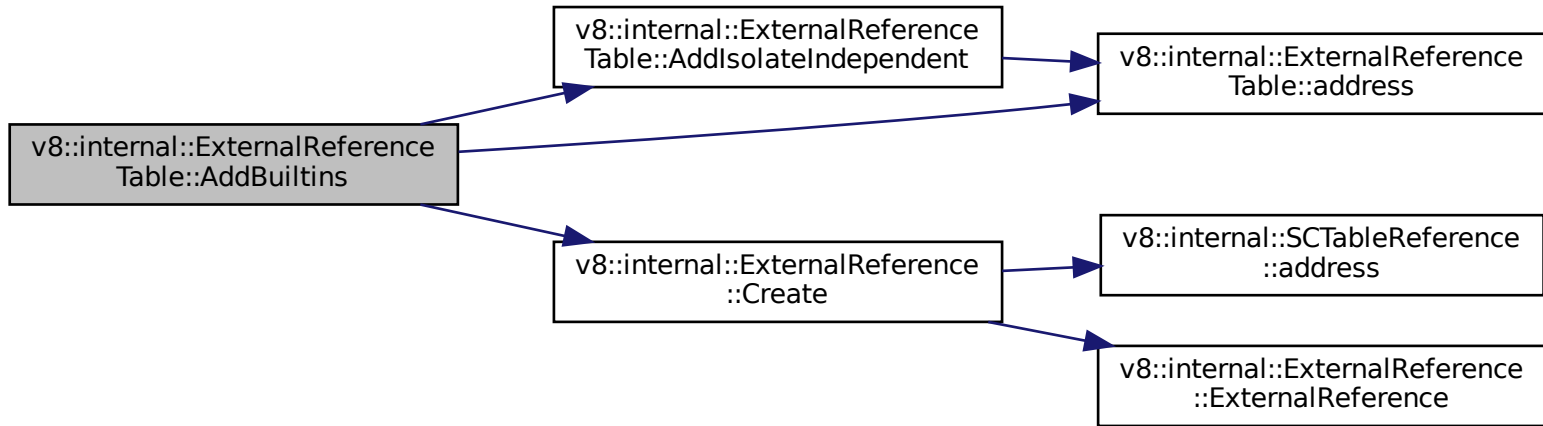 v8::internal::ExternalReference
Table::AddBuiltins
v8::internal::ExternalReference
Table::AddIsolateIndependent
v8::internal::ExternalReference
Table::address
v8::internal::ExternalReference
::Create
v8::internal::SCTableReference
::address
v8::internal::ExternalReference
::ExternalReference